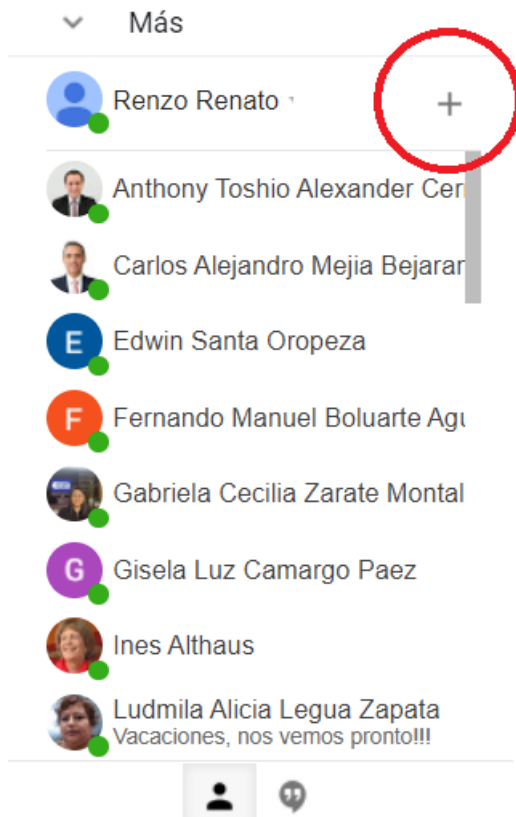 Más
Renzo Renato
Anthony Toshio Alexander Cer
Carlos Alejandro Mejia Bejarar
E Edwin Santa Oropeza
F Fernando Manuel Boluarte Agu
Gabriela Cecilia Zarate Montal
G Gisela Luz Camargo Paez
Ines Althaus
Ludmila Alicia Legua Zapata
Vacaciones, nos vemos pronto!!!